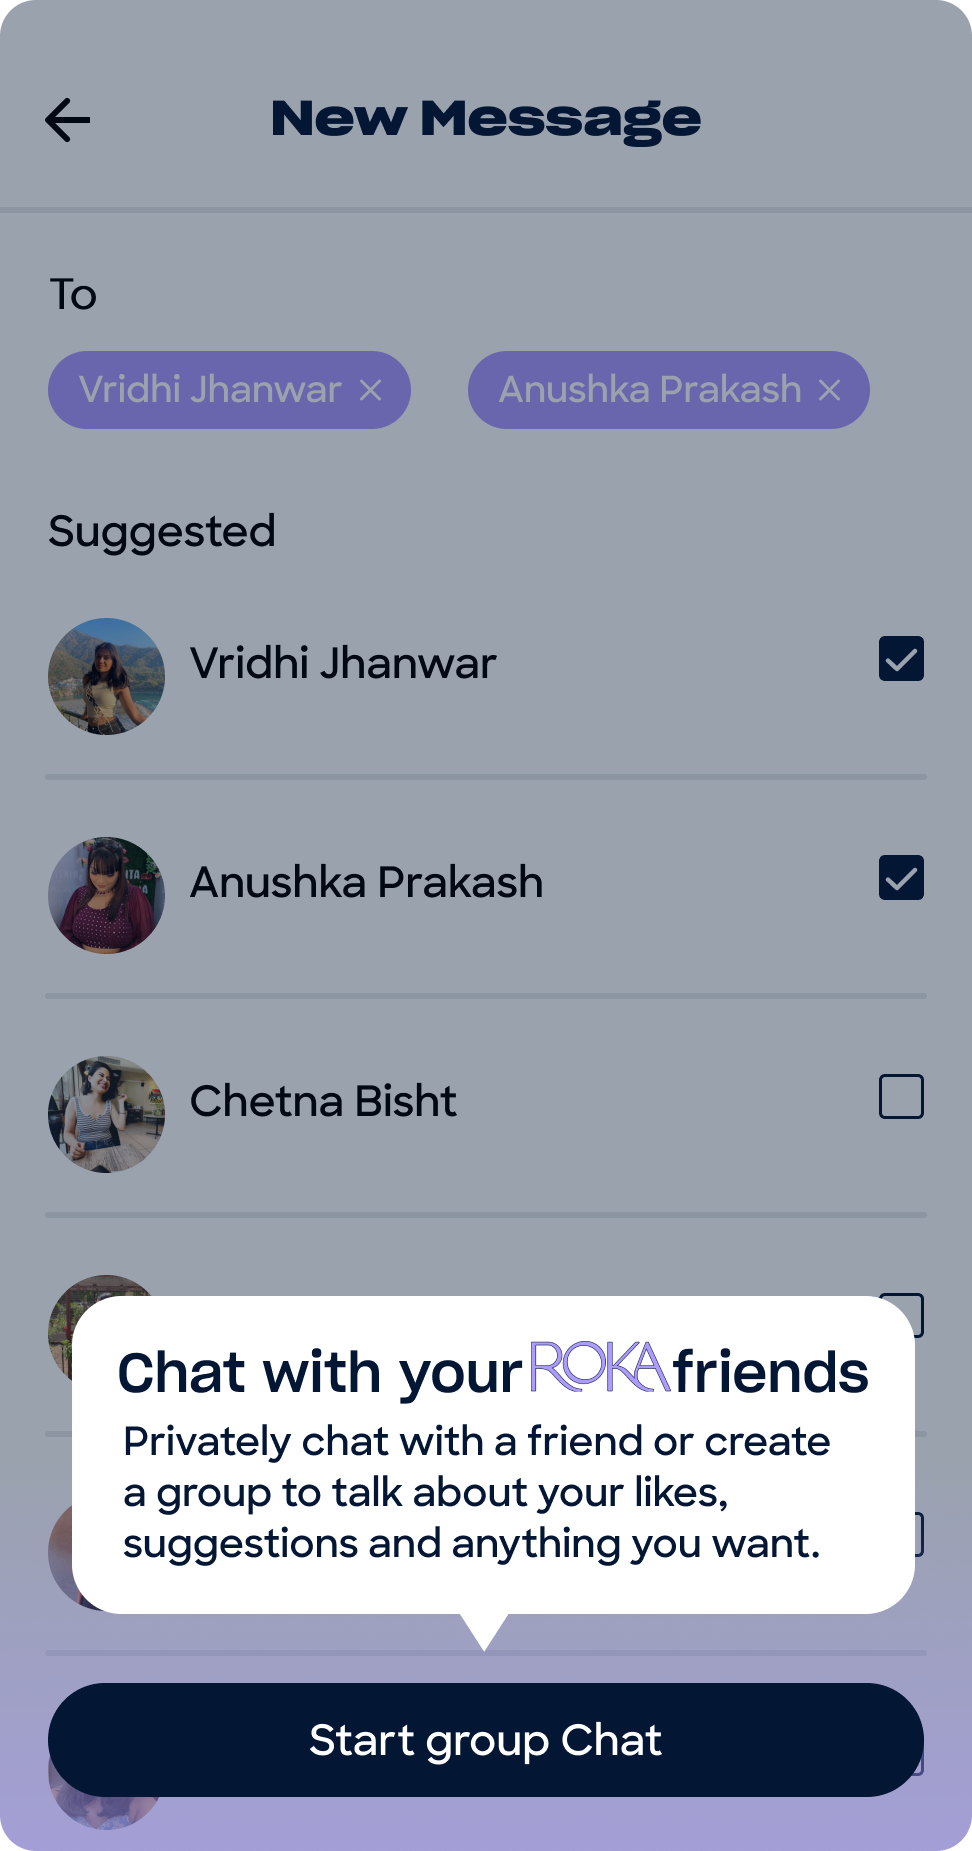 New Message
To
Vridhi Jhanwar
Anushka Prakash
Suggested
Vridhi Jhanwar
Anushka Prakash
Chetna Bisht
Chat with your ROKA friends
Privately chat with a friend or create
a group to talk about your likes,
suggestions and anything you want.
Start group Chat